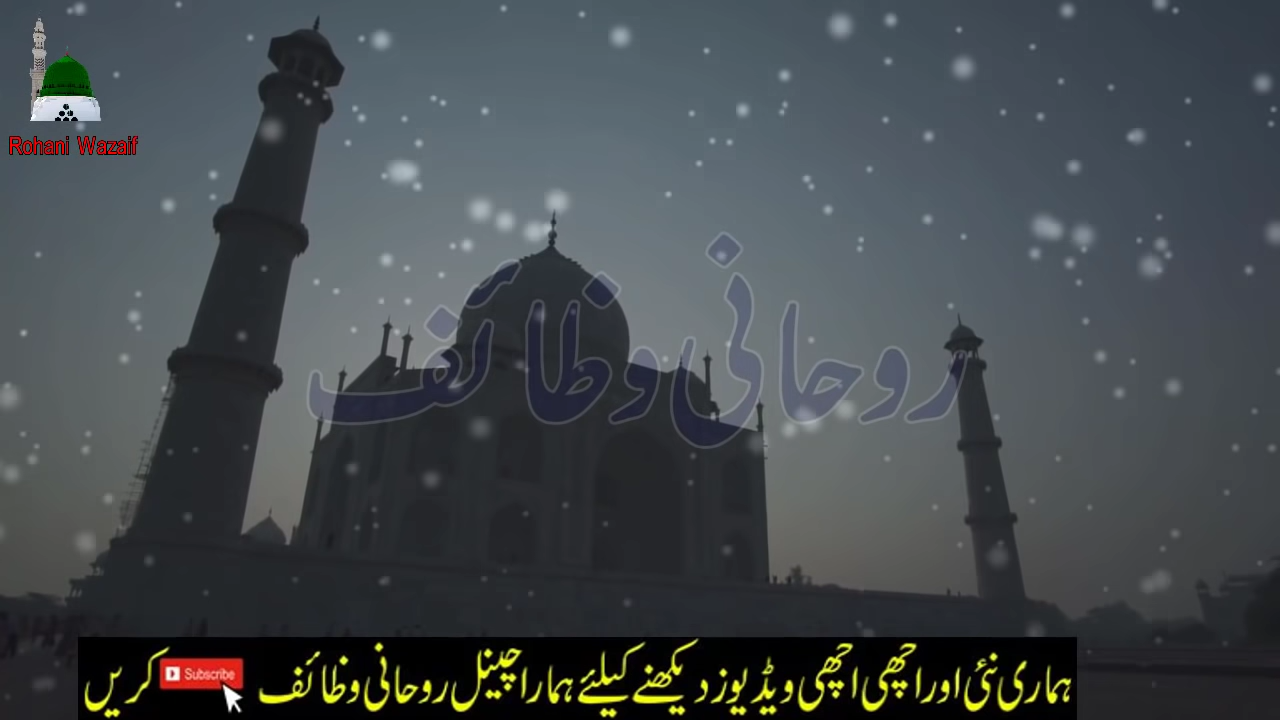 Rohani Wazaif
روحانی وظائف
ہماری نئی اور اچھی اچھی ویڈیوز دیکھنے کیلئے ہمارا چینل روحانی وظائف Subscribe کریں